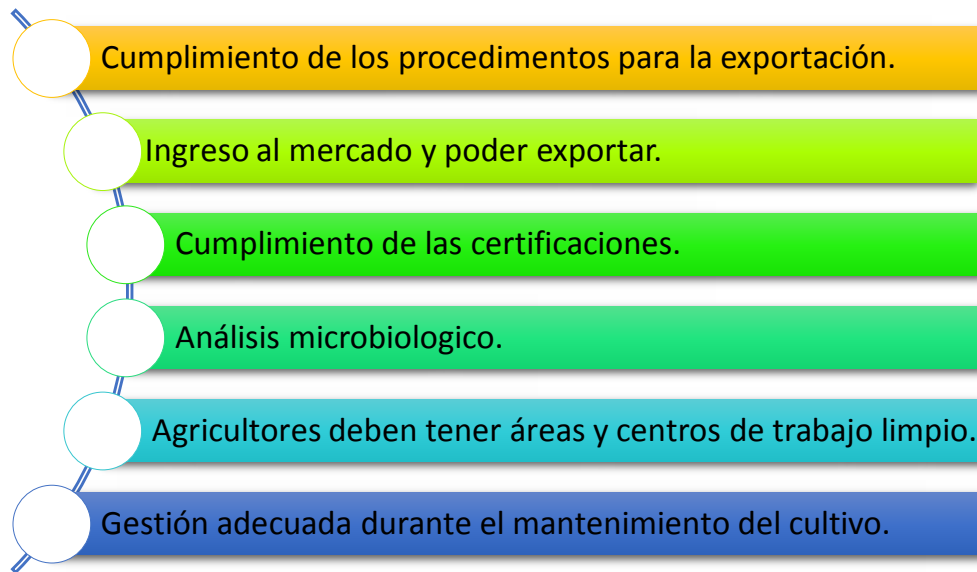 Cumplimiento de los procedimentos para la exportación.
Ingreso al mercado y poder exportar.
Cumplimiento de las certificaciones.
Análisis microbiologico.
Agricultores deben tener áreas y centros de trabajo limpio.
Gestión adecuada durante el mantenimiento del cultivo.